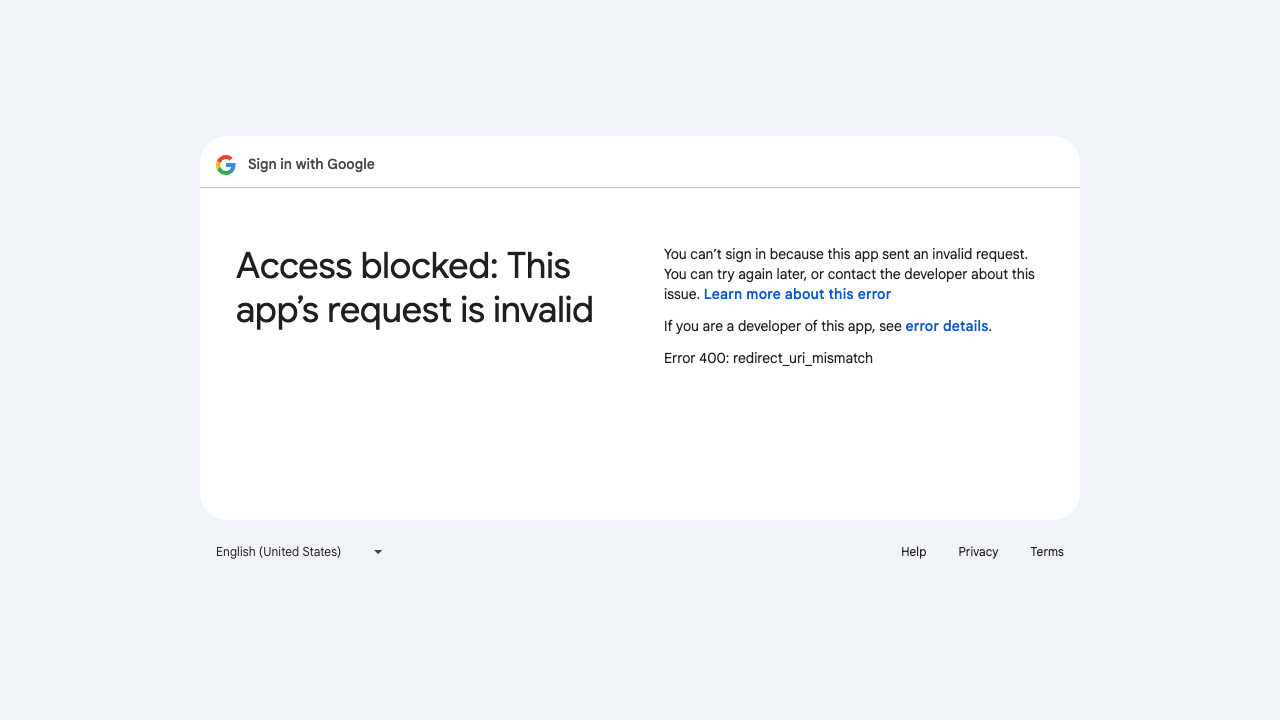 Sign in with Google
Access blocked: This
app’s request is invalid
You can’t sign in because this app sent an invalid request.
You can try again later, or contact the developer about this
issue. Learn more about this error
If you are a developer of this app, see error details.
Error 400: redirect_uri_mismatch
English (United States)
Help
Privacy
Terms